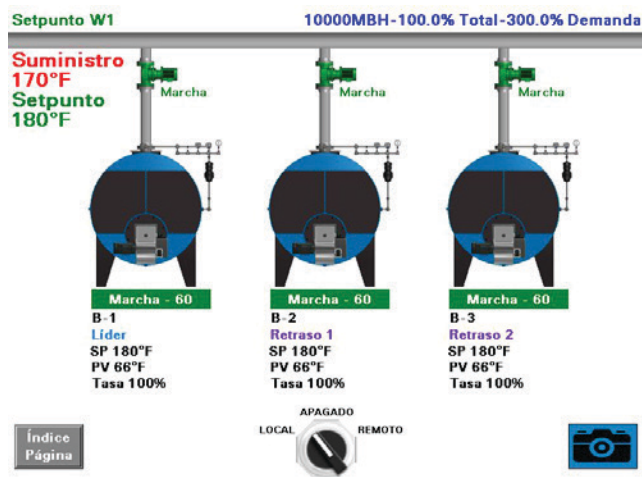 Setpunto W1
10000MBH-100.0% Total-300.0% Demanda
Suministro
170°F
Setpunto
180°F
Marcha
Marcha
Marcha
Marcha - 60
Marcha - 60
Marcha - 60
B-1
Líder
SP 180°F
PV 66°F
Tasa 100%
B-2
Retraso 1
SP 180°F
PV 66°F
Tasa 100%
B-3
Retraso 2
SP 180°F
PV 66°F
Tasa 100%
APAGADO
LOCAL
REMOTO
Índice
Página